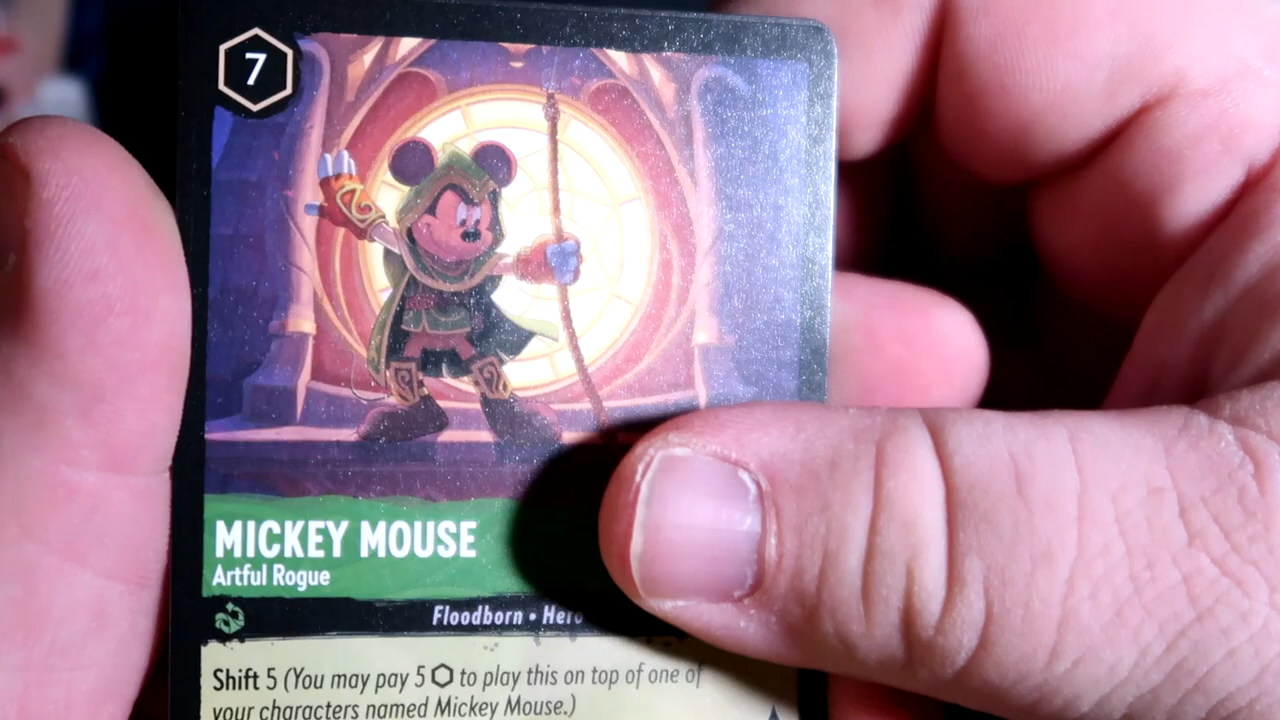 7
MICKEY MOUSE
Artful Rogue
Floodborn • Hero
Shift 5 (You may pay 5 ⬡ to play this on top of one of
your characters named Mickey Mouse.)